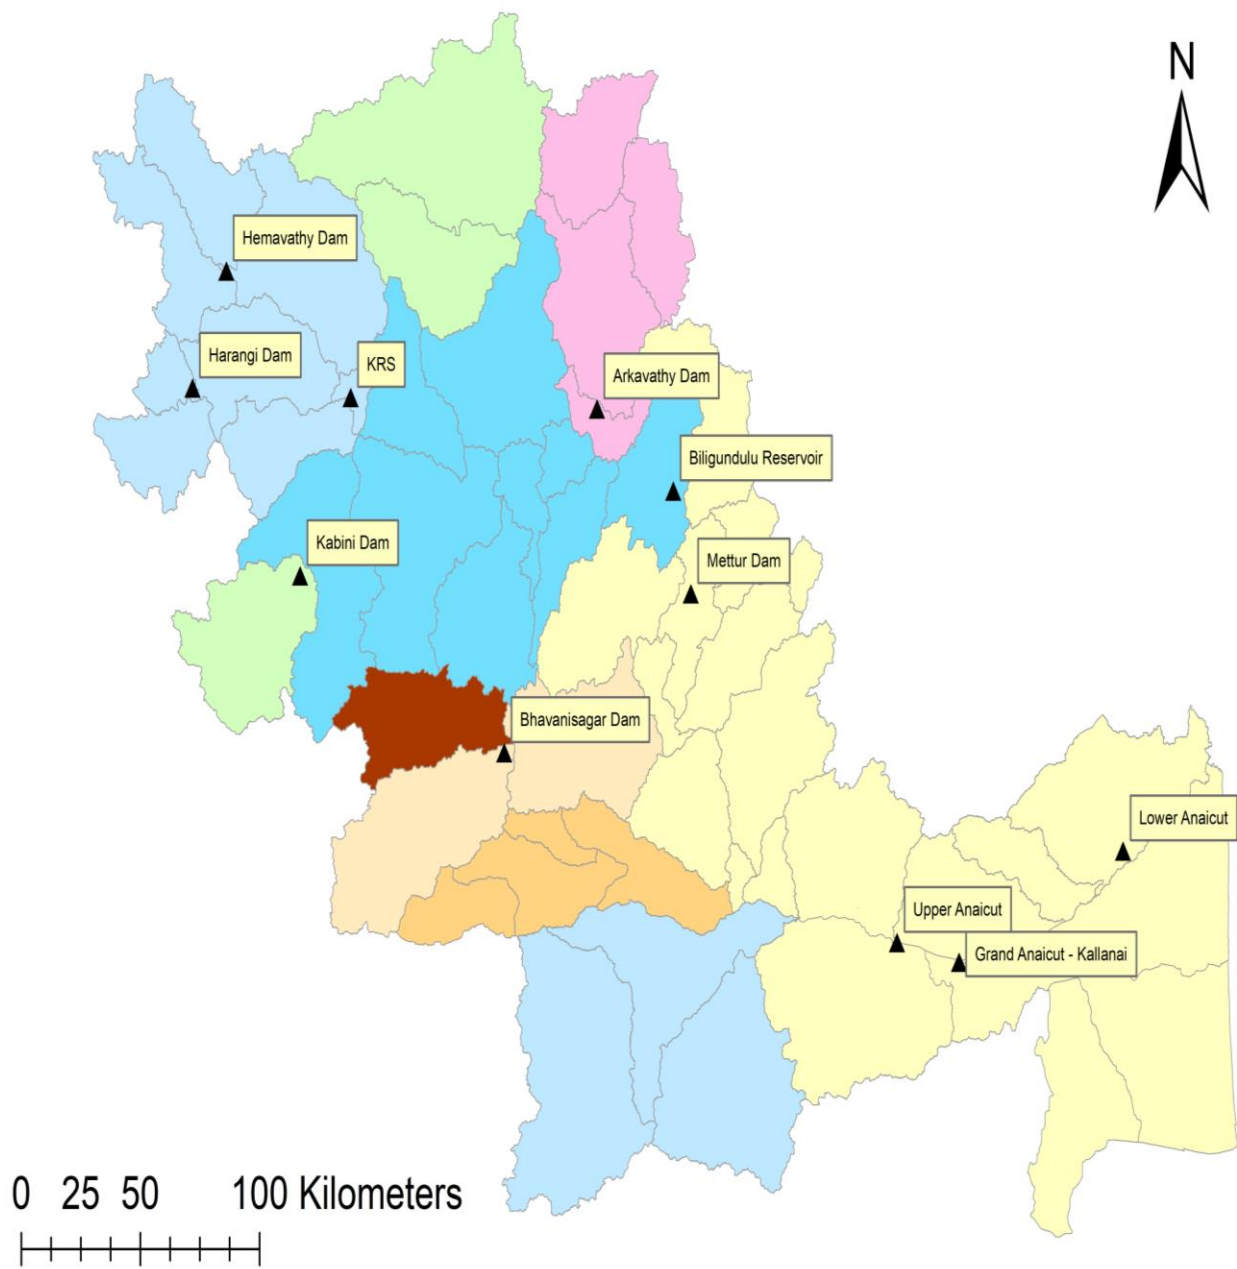 N
Hemavathy Dam
Harangi Dam
KRS
Arkavathy Dam
Biligundulu Reservoir
Kabini Dam
Mettur Dam
Bhavanisagar Dam
Lower Anaicut
Upper Anaicut
Grand Anaicut - Kallanai
0 25 50 100 Kilometers